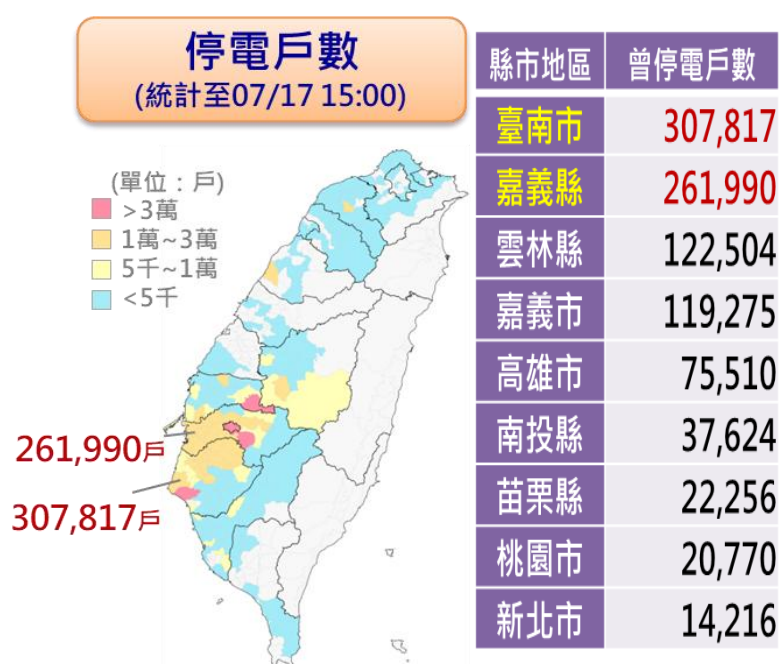 停電戶數
(統計至07/17 15:00)
(單位：戶)
>3萬
1萬~3萬
5千~1萬
<5千
261,990戶
307,817戶
縣市地區 曾停電戶數
臺南市 307,817
嘉義縣 261,990
雲林縣 122,504
嘉義市 119,275
高雄市 75,510
南投縣 37,624
苗栗縣 22,256
桃園市 20,770
新北市 14,216